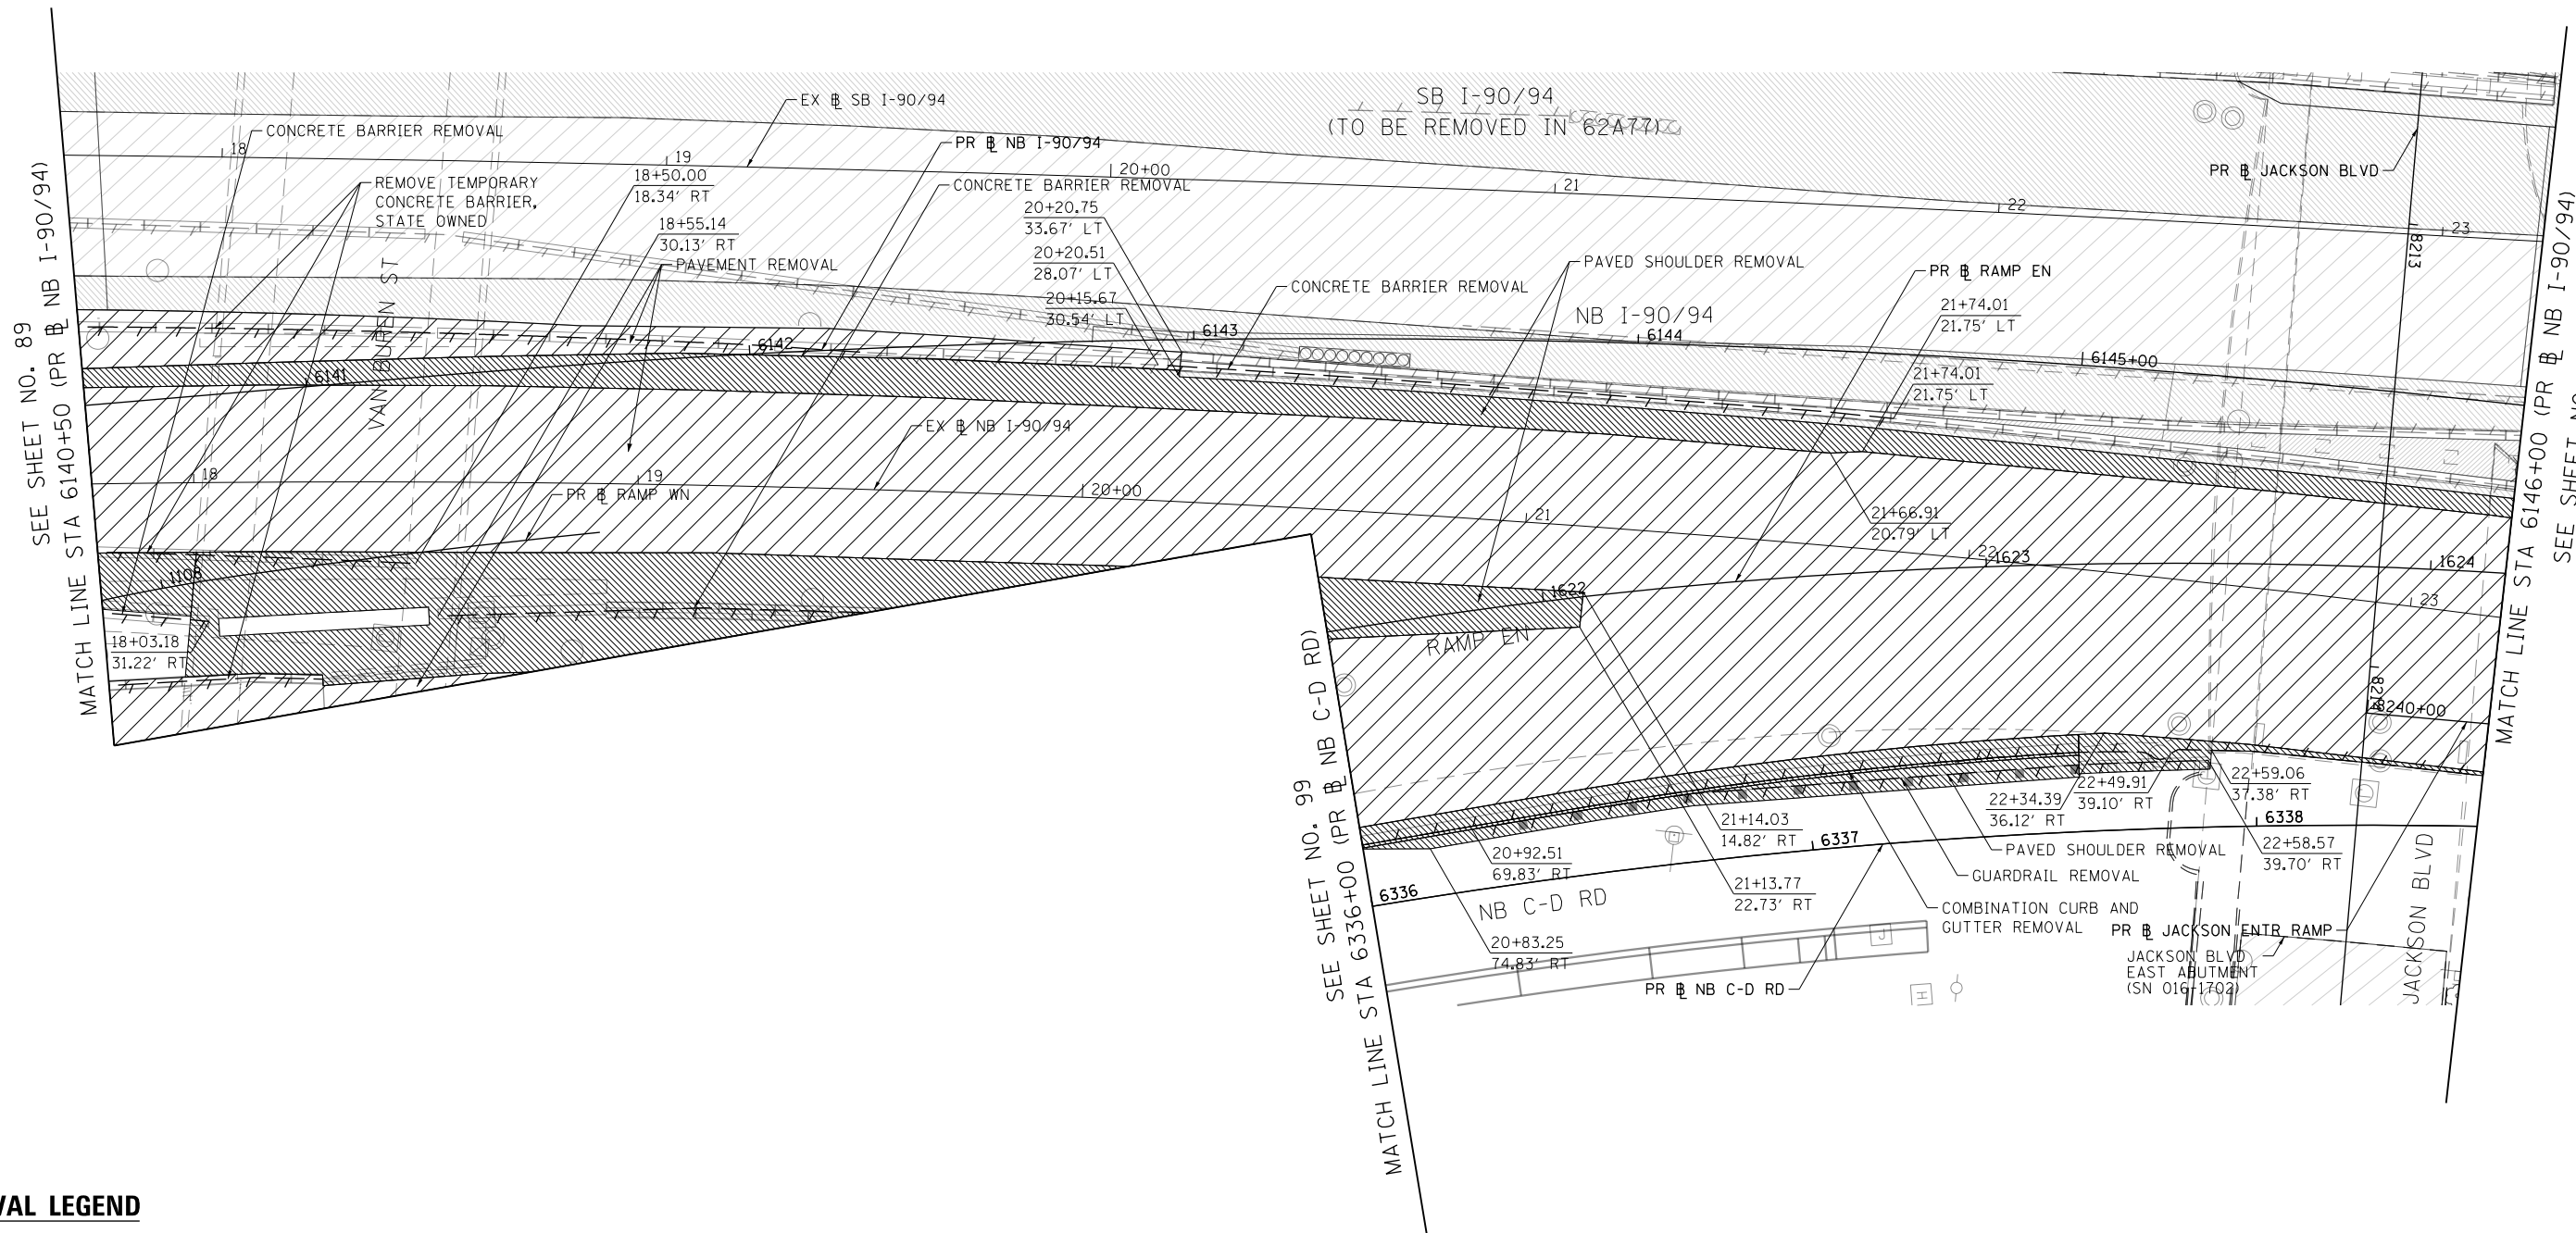 SB I-90/94
(TO BE REMOVED IN 62A77)
EX ℄ SB I-90/94
CONCRETE BARRIER REMOVAL
18
19
20+00
21
22
23
PR ℄ NB I-90/94
18+50.00
18.34' RT
REMOVE TEMPORARY
CONCRETE BARRIER,
STATE OWNED
CONCRETE BARRIER REMOVAL
PR ℄ JACKSON BLVD
20+20.75
33.67' LT
18+55.14
30.13' RT
20+20.51
28.07' LT
PAVEMENT REMOVAL
20+15.67
30.54' LT
PAVED SHOULDER REMOVAL
CONCRETE BARRIER REMOVAL
PR ℄ RAMP EN
21+74.01
21.75' LT
NB I-90/94
8213
VAN BUREN ST
6141
6142
6143
6144
6145+00
21+74.01
21.75' LT
EX ℄ NB I-90/94
18
19
20+00
21
22
23
PR ℄ RAMP WN
21+66.91
20.79' LT
1108
1622
1623
1624
18+03.18
31.22' RT
RAMP EN
8214
8240+00
SEE SHEET NO. 89
MATCH LINE STA 6140+50 (PR ℄ NB I-90/94)
SEE SHEET NO. 99
MATCH LINE STA 6336+00 (PR ℄ NB C-D RD)
MATCH LINE STA 6146+00 (PR ℄ NB I-90/94)
SEE SHEET NO.
22+59.06
37.38' RT
22+49.91
39.10' RT
22+34.39
36.12' RT
21+14.03
14.82' RT
6336
6337
6338
22+58.57
39.70' RT
20+92.51
69.83' RT
PAVED SHOULDER REMOVAL
GUARDRAIL REMOVAL
21+13.77
22.73' RT
NB C-D RD
COMBINATION CURB AND
GUTTER REMOVAL
PR ℄ JACKSON ENTR RAMP
20+83.25
74.83' RT
JACKSON BLVD
EAST ABUTMENT
(SN 016-1702)
JACKSON BLVD
PR ℄ NB C-D RD
J
H
VAL LEGEND